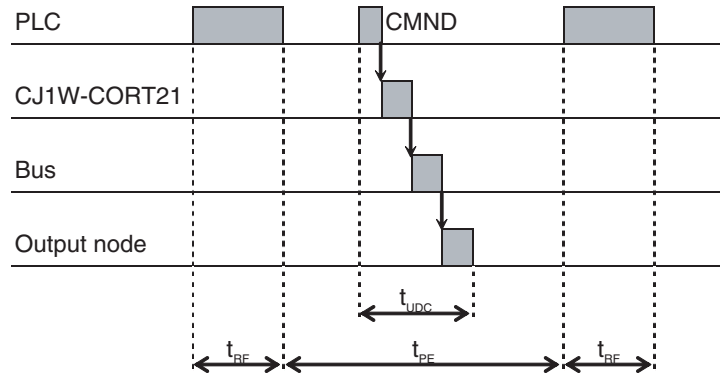 PLC
CMND
CJ1W-CORT21
Bus
Output node
tUDC
tRF
tPE
tRF